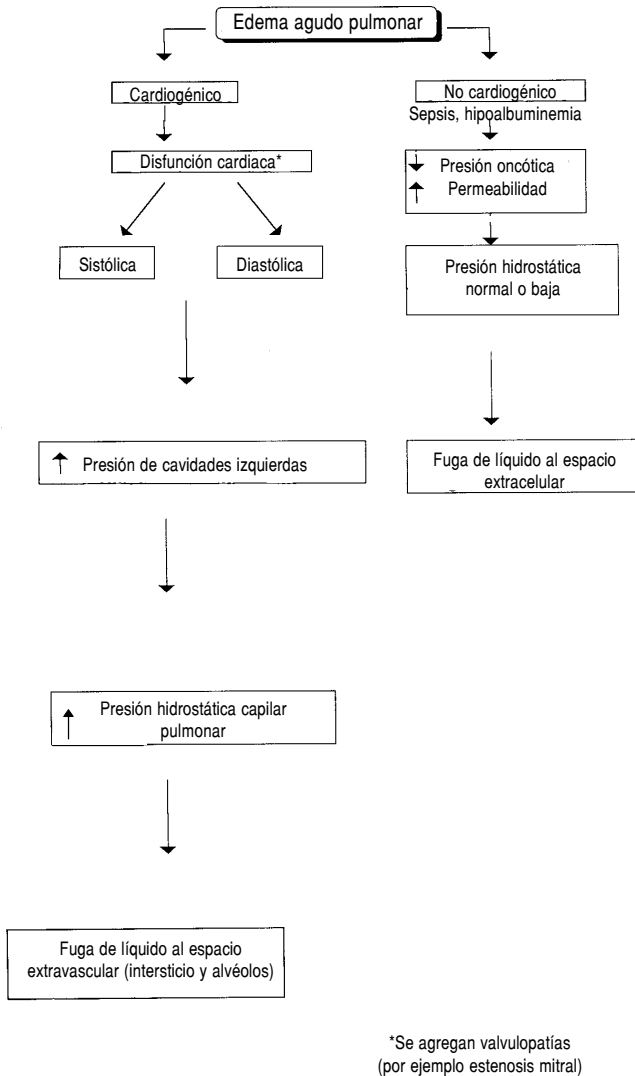 Edema agudo pulmonar
Cardiogénico
No cardiogénico
Sepsis, hipoalbuminemia
Disfunción cardiaca*
Presión oncótica
Permeabilidad
Sistólica
Diastólica
Presión hidrostática
normal o baja
Presión de cavidades izquierdas
Fuga de líquido al espacio
extracelular
Presión hidrostática capilar
pulmonar
Fuga de líquido al espacio
extravascular (intersticio y alvéolos)
*Se agregan valvulopatías
(por ejemplo estenosis mitral)